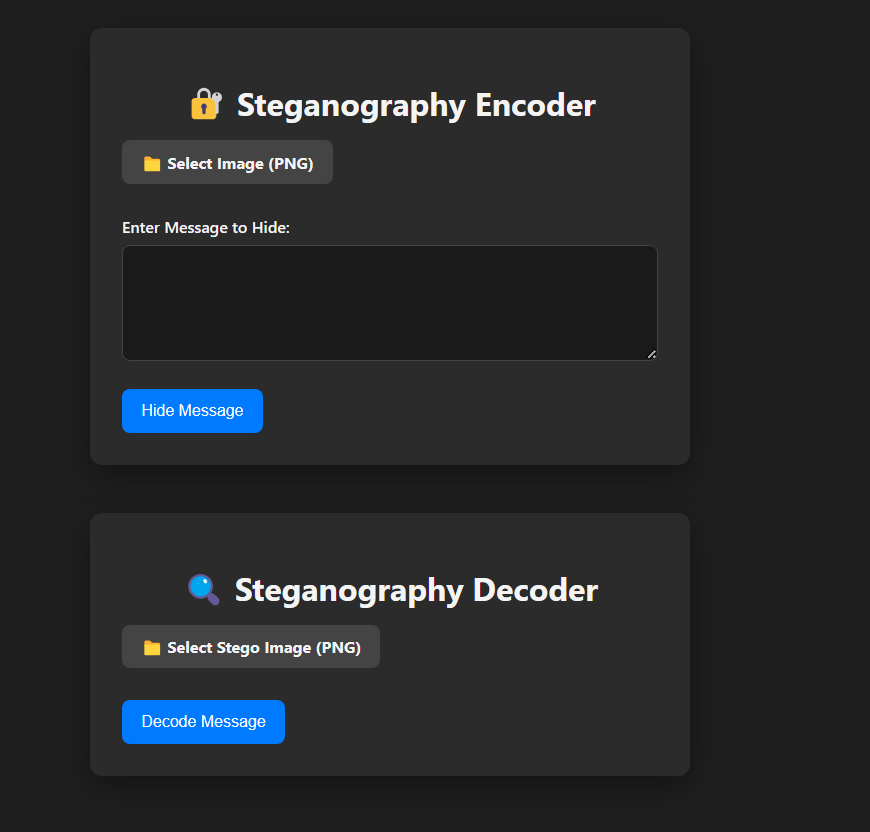 🔐 Steganography Encoder
📁 Select Image (PNG)
Enter Message to Hide:
Hide Message
🔍 Steganography Decoder
📁 Select Stego Image (PNG)
Decode Message